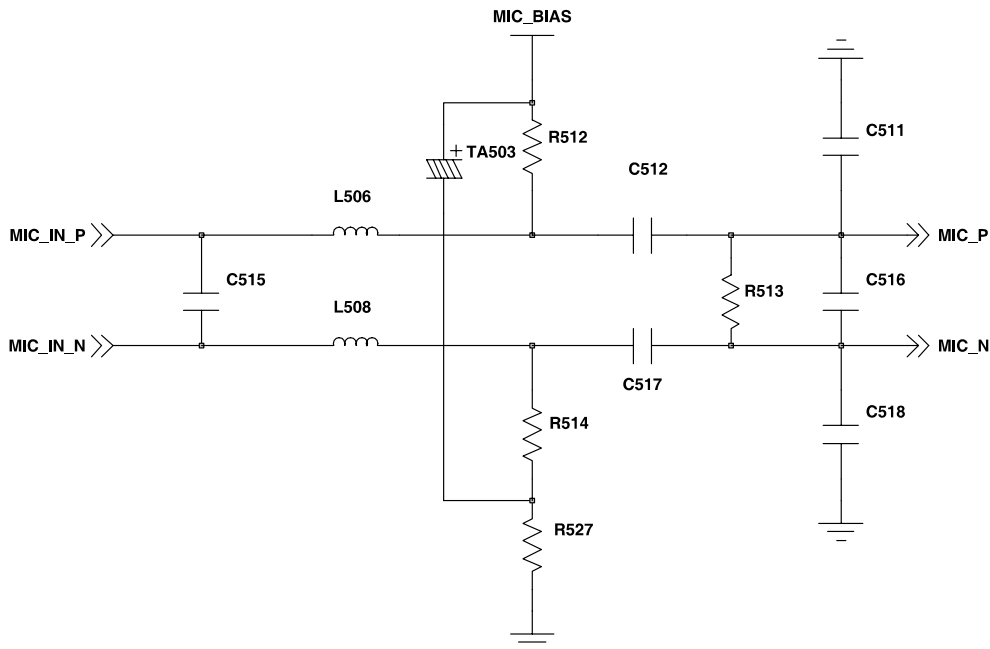 MIC_BIAS
R512
C511
+ TA503
C512
L506
MIC_IN_P
MIC_P
C515
R513
C516
L508
MIC_IN_N
MIC_N
C517
C518
R514
R527